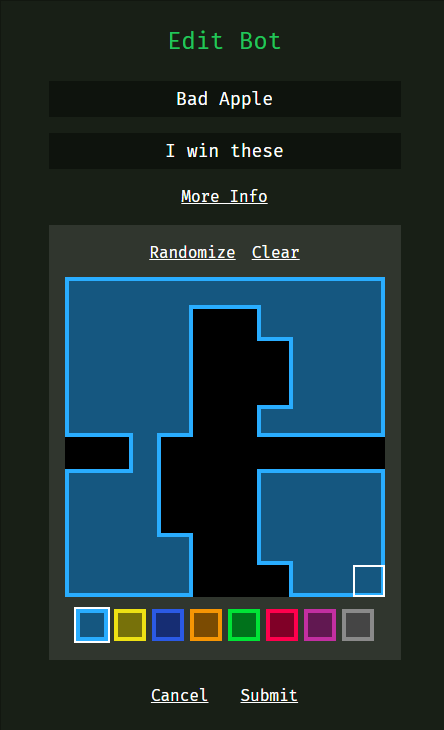 Edit Bot
Bad Apple
I win these
More Info
Randomize Clear
Cancel Submit